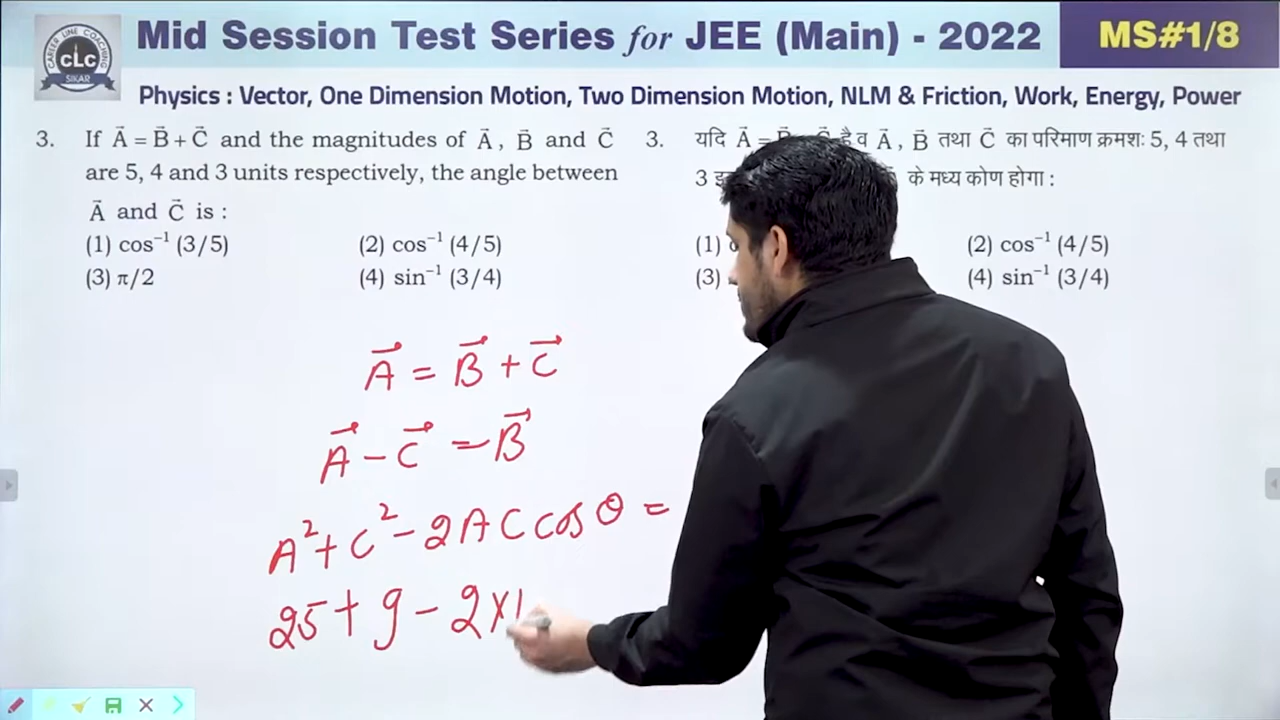 Mid Session Test Series for JEE (Main) - 2022
MS#1/8
CAREER LINE COACHING
CLC
SIKAR
Physics : Vector, One Dimension Motion, Two Dimension Motion, NLM & Friction, Work, Energy, Power
3. If A⃗ = B⃗ + C⃗ and the magnitudes of A⃗, B⃗ and C⃗
are 5, 4 and 3 units respectively, the angle between
A⃗ and C⃗ is :
(1) cos⁻¹ (3/5) (2) cos⁻¹ (4/5)
(3) π/2 (4) sin⁻¹ (3/4)
3. यदि A⃗ = है व A⃗, B⃗ तथा C⃗ का परिमाण क्रमशः 5, 4 तथा
3 के मध्य कोण होगा :
(1) (2) cos⁻¹ (4/5)
(3) (4) sin⁻¹ (3/4)
A⃗ = B⃗ + C⃗
A⃗ - C⃗ = B⃗
A² + C² - 2AC cos θ =
25 + 9 - 2×